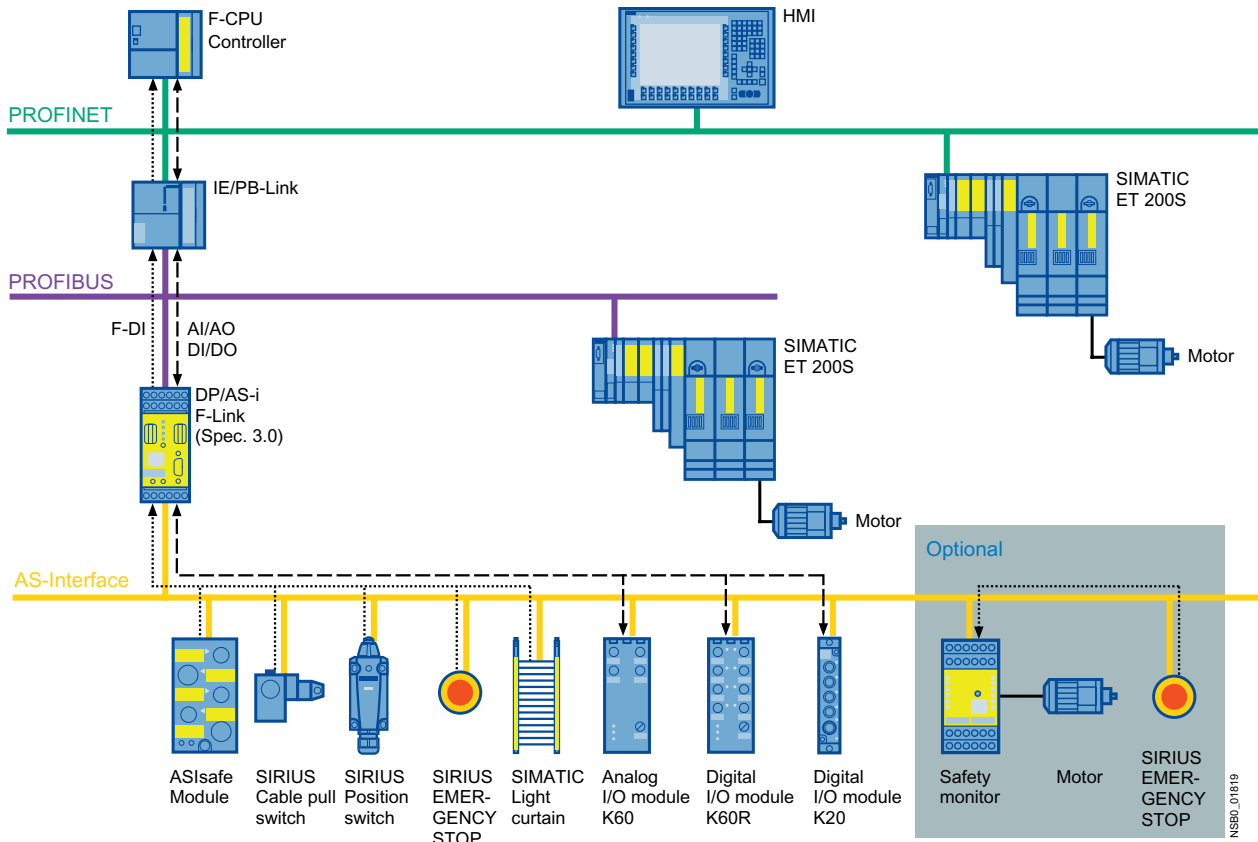 F-CPU
Controller
HMI
PROFINET
IE/PB-Link
SIMATIC
ET 200S
PROFIBUS
F-DI
AI/AO
DI/DO
SIMATIC
ET 200S
Motor
DP/AS-i
F-Link
(Spec. 3.0)
Motor
Optional
AS-Interface
ASIsafe
Module
SIRIUS
Cable pull
switch
SIRIUS
Position
switch
SIRIUS
EMER-
GENCY
STOP
SIMATIC
Light
curtain
Analog
I/O module
K60
Digital
I/O module
K60R
Digital
I/O module
K20
Safety
monitor
Motor
SIRIUS
EMER-
GENCY
STOP
NSB0_01819